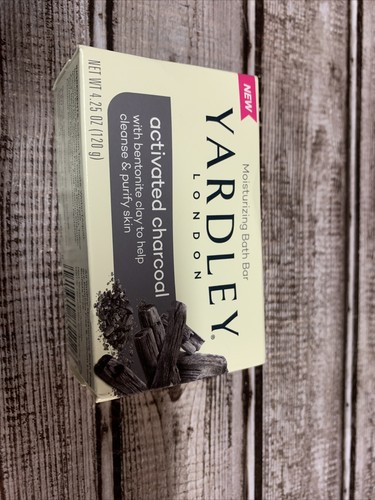 NEW
Moisturizing Bath Bar
YARDLEY®
LONDON
activated charcoal
with bentonite clay to help
cleanse & purify skin
NET WT 4.25 OZ (120 g)